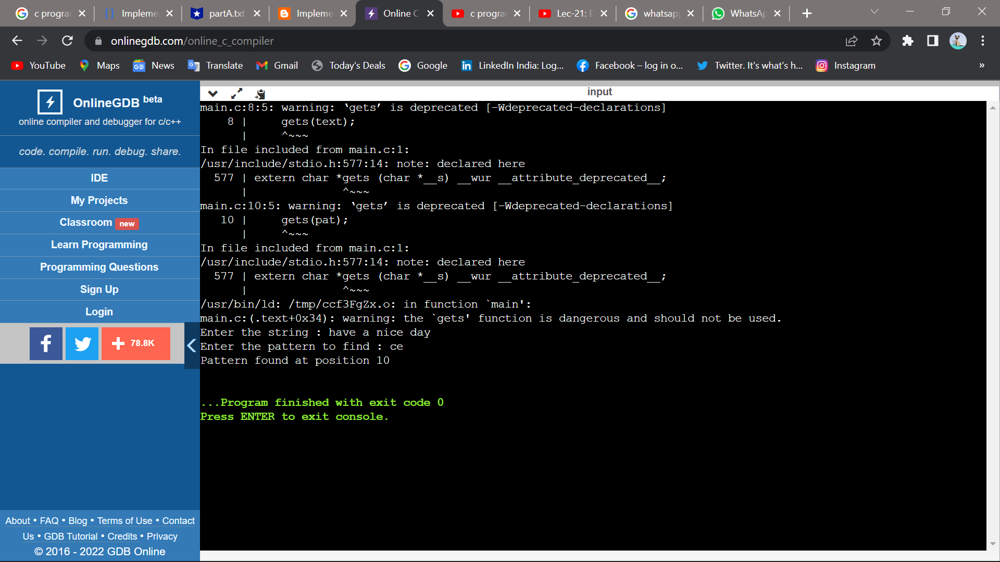 c progra
Impleme
partA.txt
Impleme
Online C
c progra
Lec-21: D
whatsap
WhatsAp
onlinegdb.com/online_c_compiler
YouTube
Maps
News
Translate
Gmail
Today's Deals
Google
LinkedIn India: Log...
Facebook – log in o...
Twitter. It's what's h...
Instagram
»
OnlineGDB beta
online compiler and debugger for c/c++
code. compile. run. debug. share.
IDE
My Projects
Classroom new
Learn Programming
Programming Questions
Sign Up
Login
f
78.8K
About • FAQ • Blog • Terms of Use • Contact
Us • GDB Tutorial • Credits • Privacy
© 2016 - 2022 GDB Online
input
main.c:8:5: warning: ‘gets’ is deprecated [-Wdeprecated-declarations]
8 |     gets(text);
|     ^~~~
In file included from main.c:1:
/usr/include/stdio.h:577:14: note: declared here
577 | extern char *gets (char *__s) __wur __attribute_deprecated__;
|              ^~~~
main.c:10:5: warning: ‘gets’ is deprecated [-Wdeprecated-declarations]
10 |     gets(pat);
|     ^~~~
In file included from main.c:1:
/usr/include/stdio.h:577:14: note: declared here
577 | extern char *gets (char *__s) __wur __attribute_deprecated__;
|              ^~~~
/usr/bin/ld: /tmp/ccf3FgZx.o: in function `main':
main.c:(.text+0x34): warning: the `gets' function is dangerous and should not be used.
Enter the string : have a nice day
Enter the pattern to find : ce
Pattern found at position 10
...Program finished with exit code 0
Press ENTER to exit console.